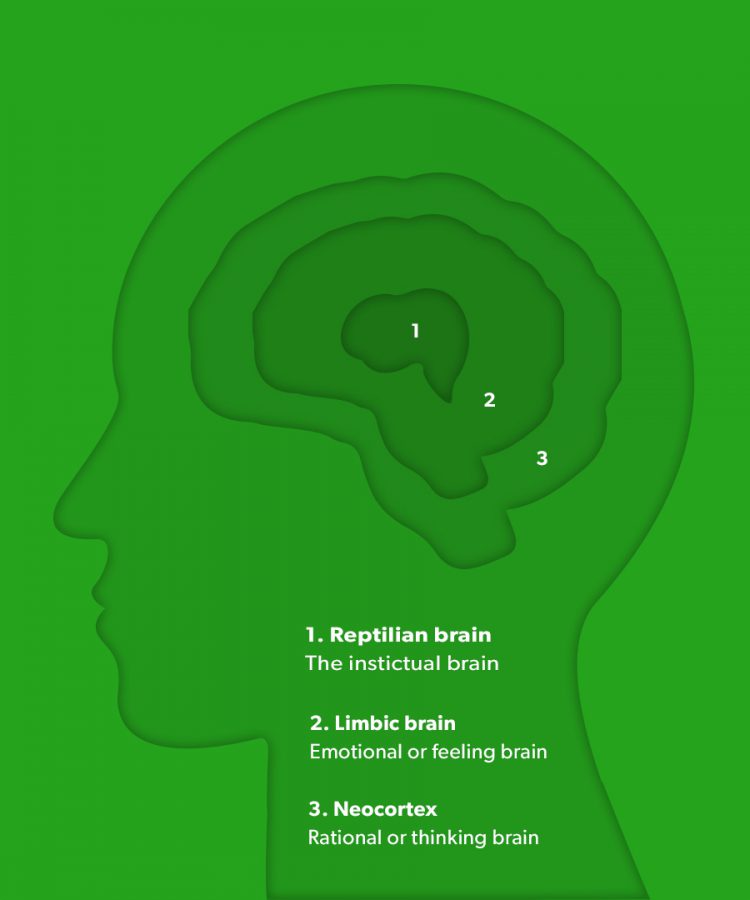 1
2
3
1. Reptilian brain
The instictual brain
2. Limbic brain
Emotional or feeling brain
3. Neocortex
Rational or thinking brain